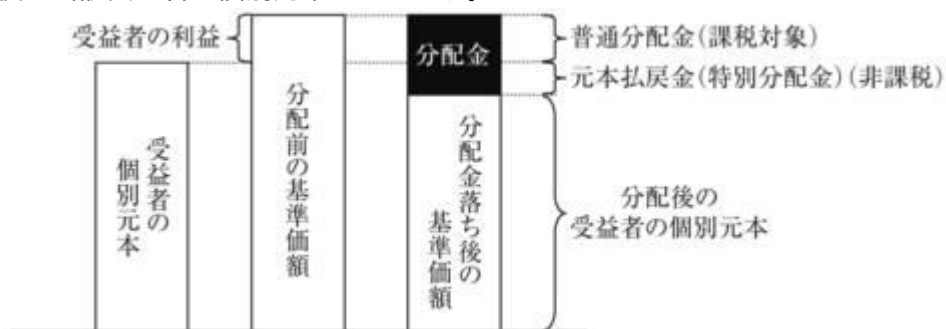 受益者の利益
分配金
普通分配金(課税対象)
元本払戻金(特別分配金)(非課税)
受益者の
個別元本
分配前の基準価額
分配金落ち後の
基準価額
分配後の
受益者の個別元本